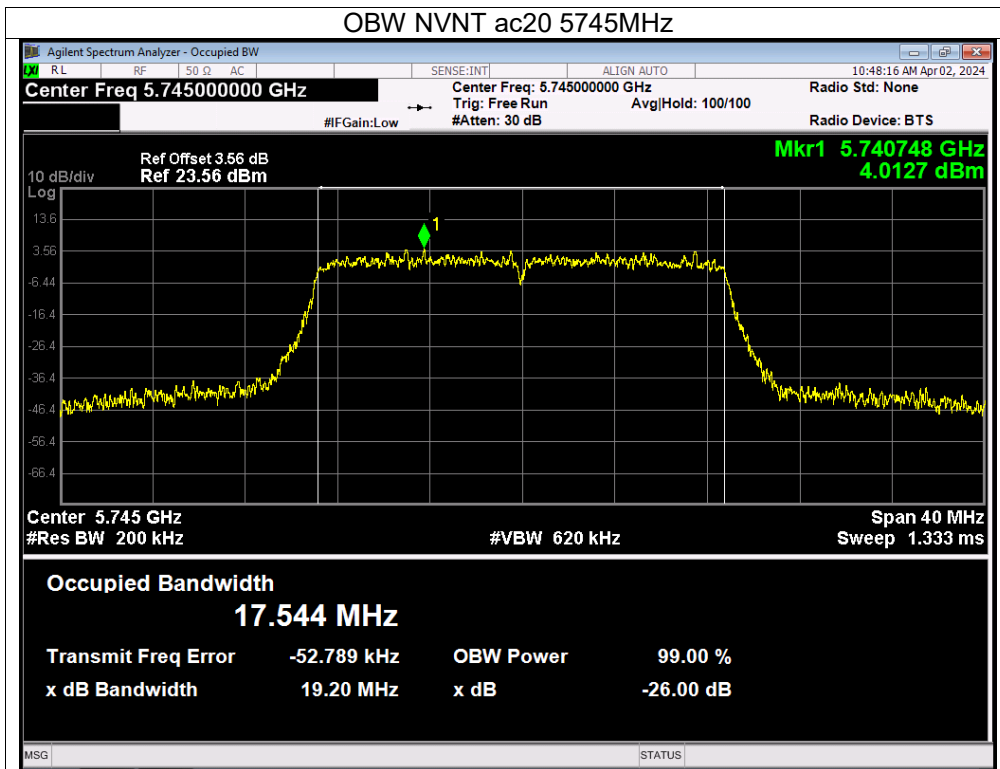 OBW NVNT ac20 5745MHz
Agilent Spectrum Analyzer - Occupied BW
LXI RL RF 50 Ω AC SENSE:INT ALIGN AUTO 10:48:16 AM Apr 02, 2024
Center Freq 5.745000000 GHz Center Freq: 5.745000000 GHz Radio Std: None
Trig: Free Run Avg|Hold: 100/100
#IFGain:Low #Atten: 30 dB Radio Device: BTS
Mkr1 5.740748 GHz
4.0127 dBm
Ref Offset 3.56 dB
10 dB/div Ref 23.56 dBm
Log
13.6
1
3.56
-6.44
-16.4
-26.4
-36.4
-46.4
-56.4
-66.4
Center 5.745 GHz Span 40 MHz
#Res BW 200 kHz #VBW 620 kHz Sweep 1.333 ms
Occupied Bandwidth
17.544 MHz
Transmit Freq Error -52.789 kHz OBW Power 99.00 %
x dB Bandwidth 19.20 MHz x dB -26.00 dB
MSG STATUS